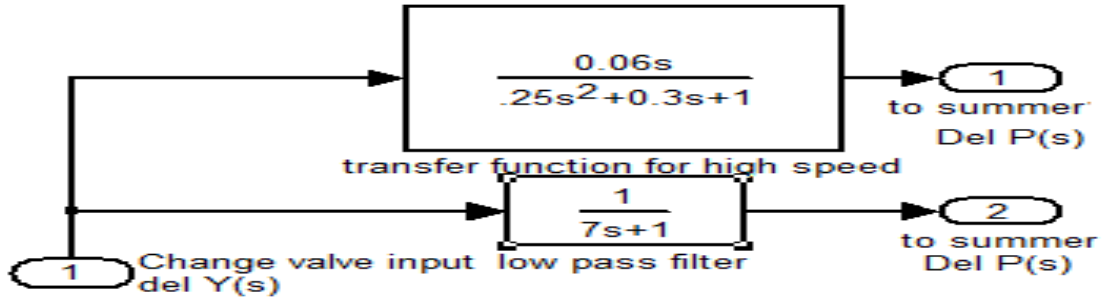 0.06s
.25s²+0.3s+1
1
to summer
Del P(s)
transfer function for high speed
1
7s+1
2
to summer
Del P(s)
1
Change valve input
del Y(s)
low pass filter